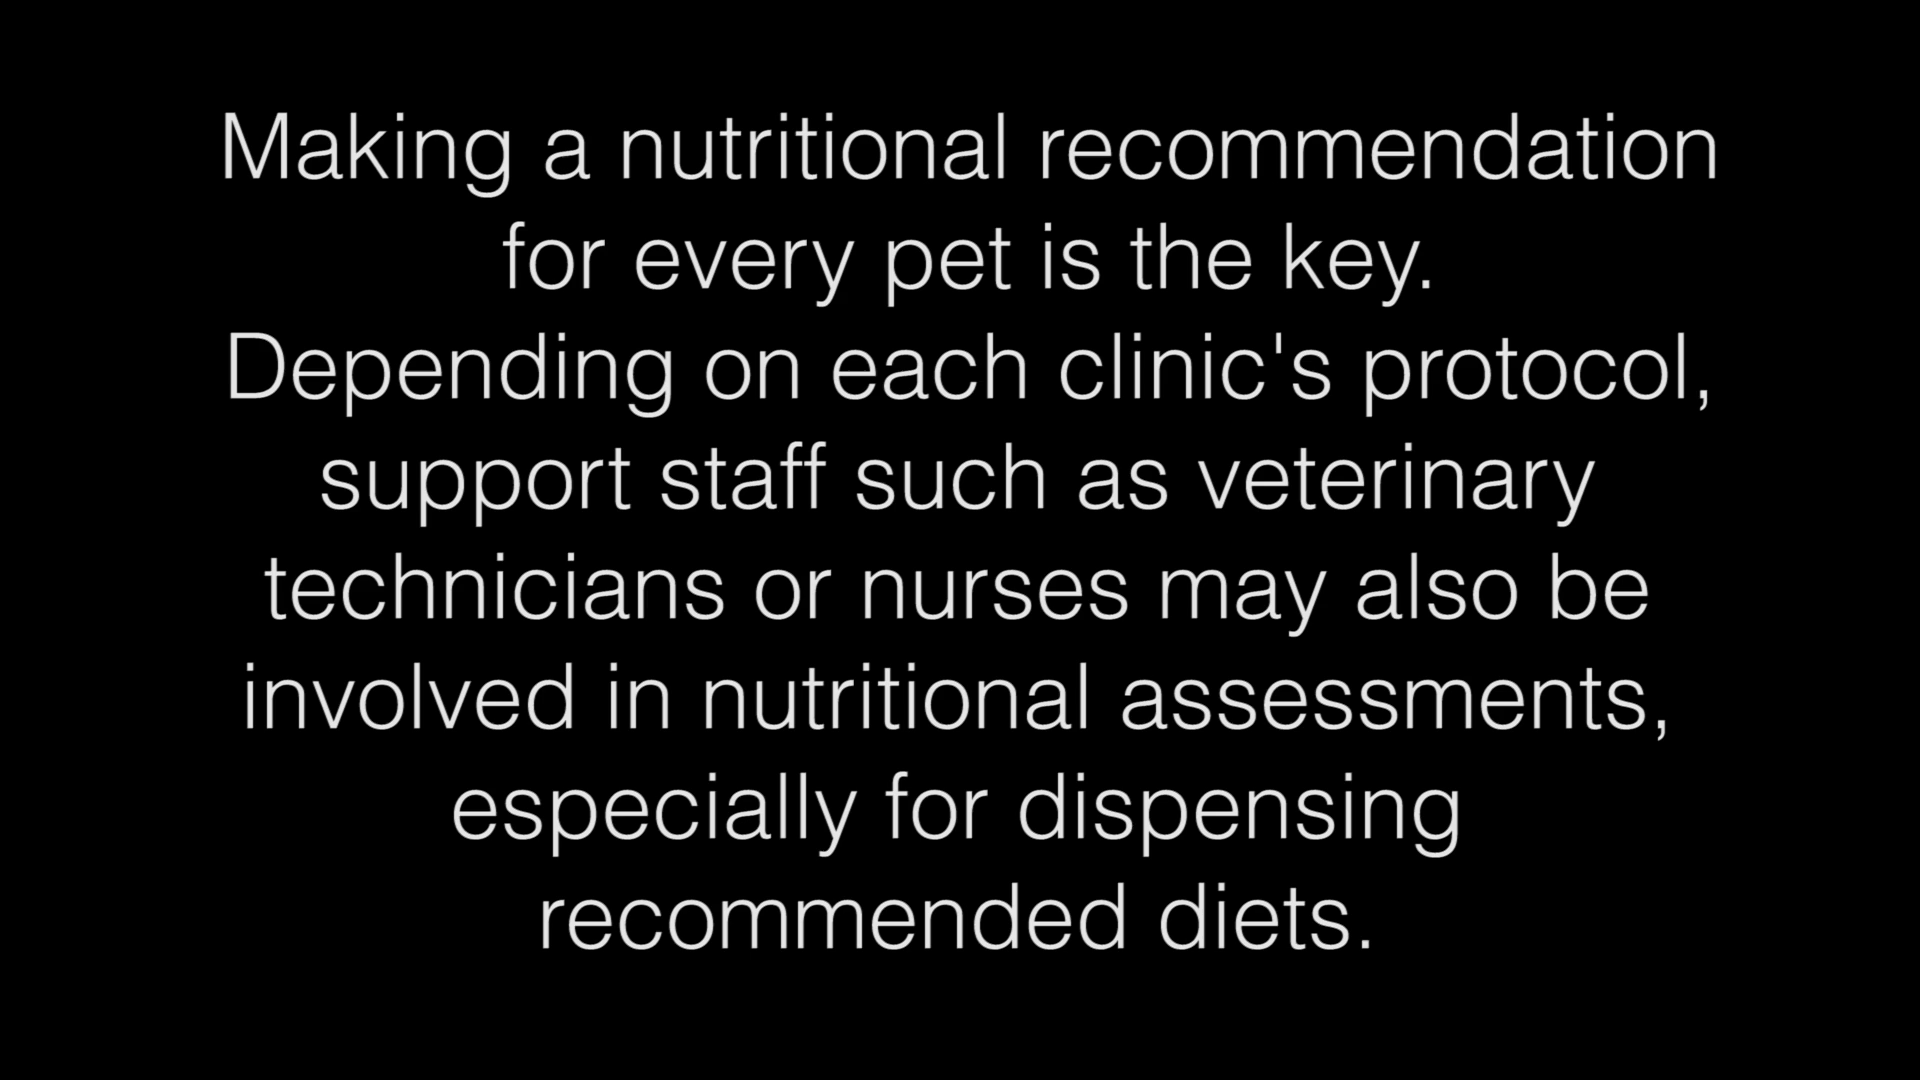 Making a nutritional recommendation
for every pet is the key.
Depending on each clinic's protocol,
support staff such as veterinary
technicians or nurses may also be
involved in nutritional assessments,
especially for dispensing
recommended diets.